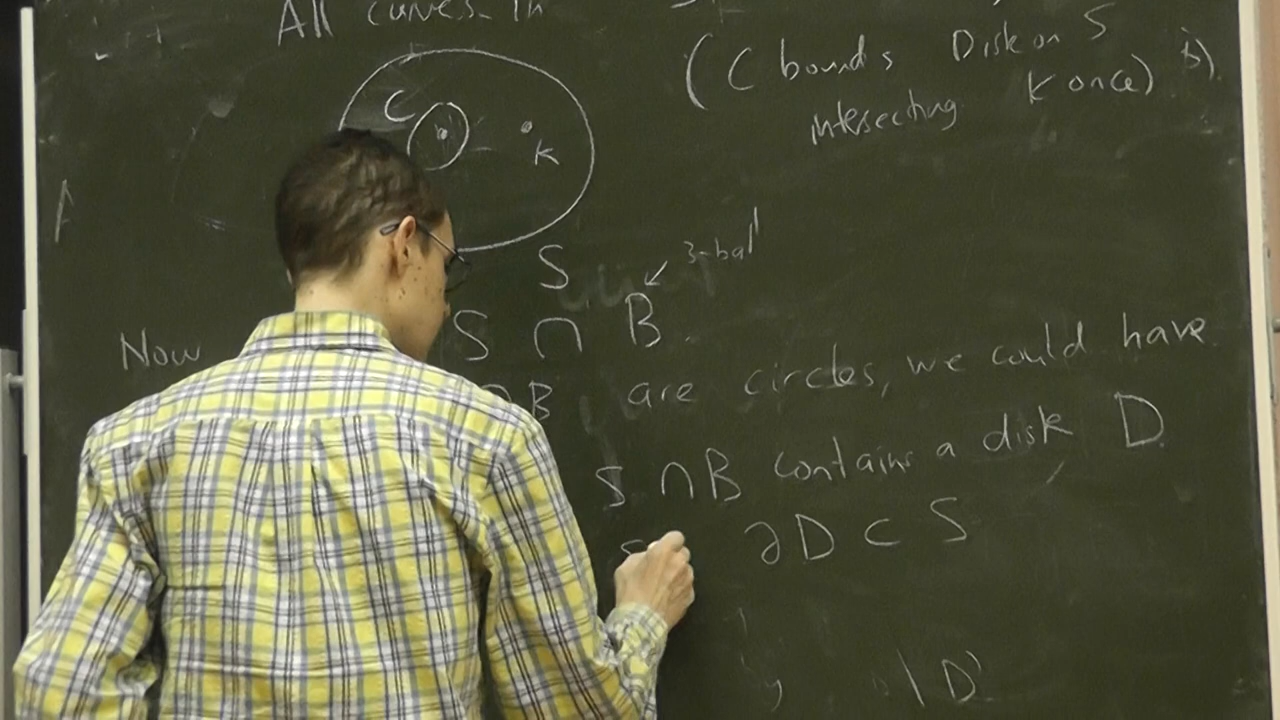 All curves in
(C bounds Disk on S
intersecting K once)
C
K
S
3-ball
Now S ∩ B
∩B are circles, we could have
S ∩ B contains a disk D
∂D ⊂ S
\ D'